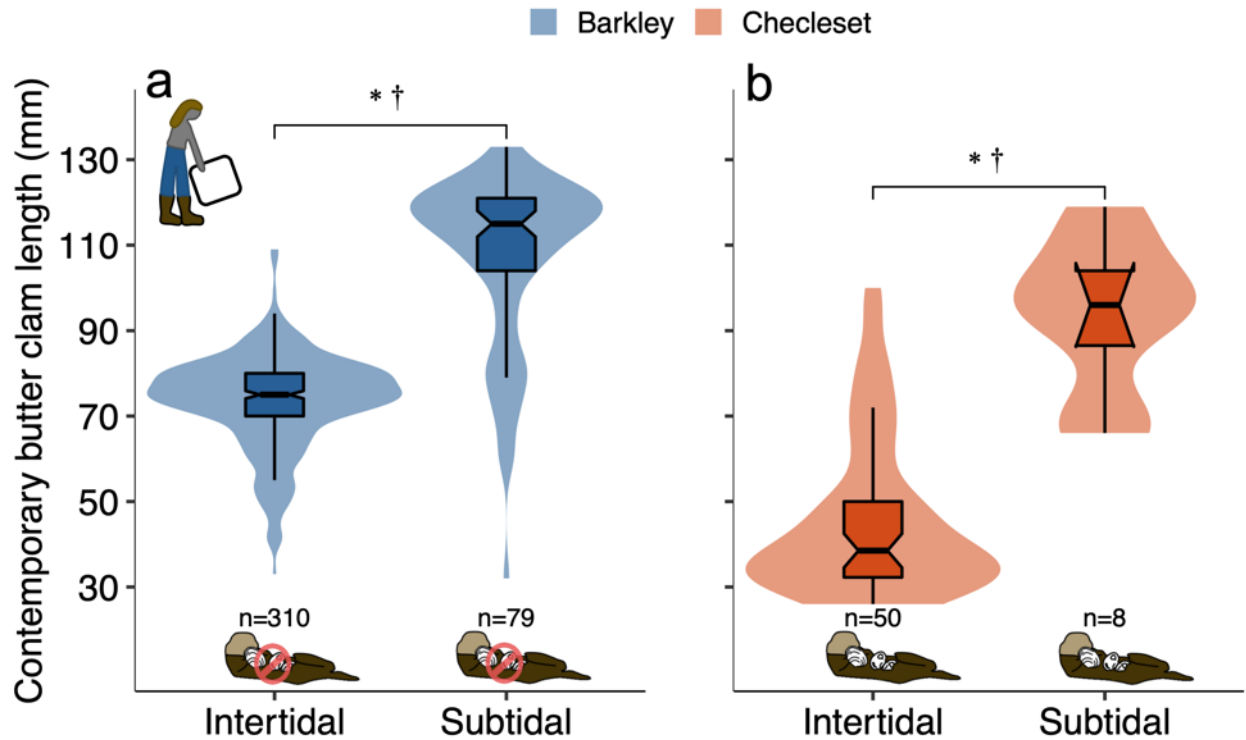 Barkley Checleset
a
b
Contemporary butter clam length (mm)
* †
* †
130
110
90
70
50
30
n=310
n=79
n=50
n=8
Intertidal
Subtidal
Intertidal
Subtidal